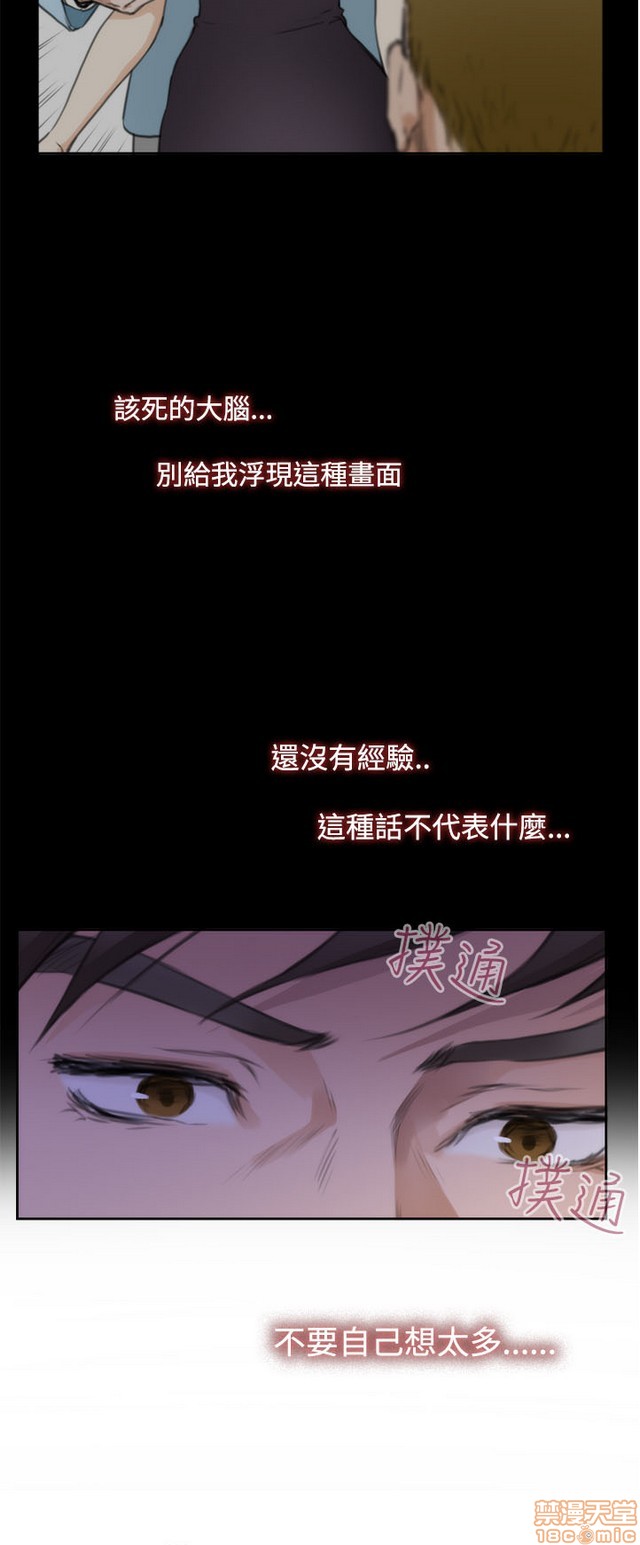 該死的大腦...
別給我浮現這種畫面
還沒有經驗..
這種話不代表什麼...
撲通
撲通
不要自己想太多......
禁漫天堂
18comic